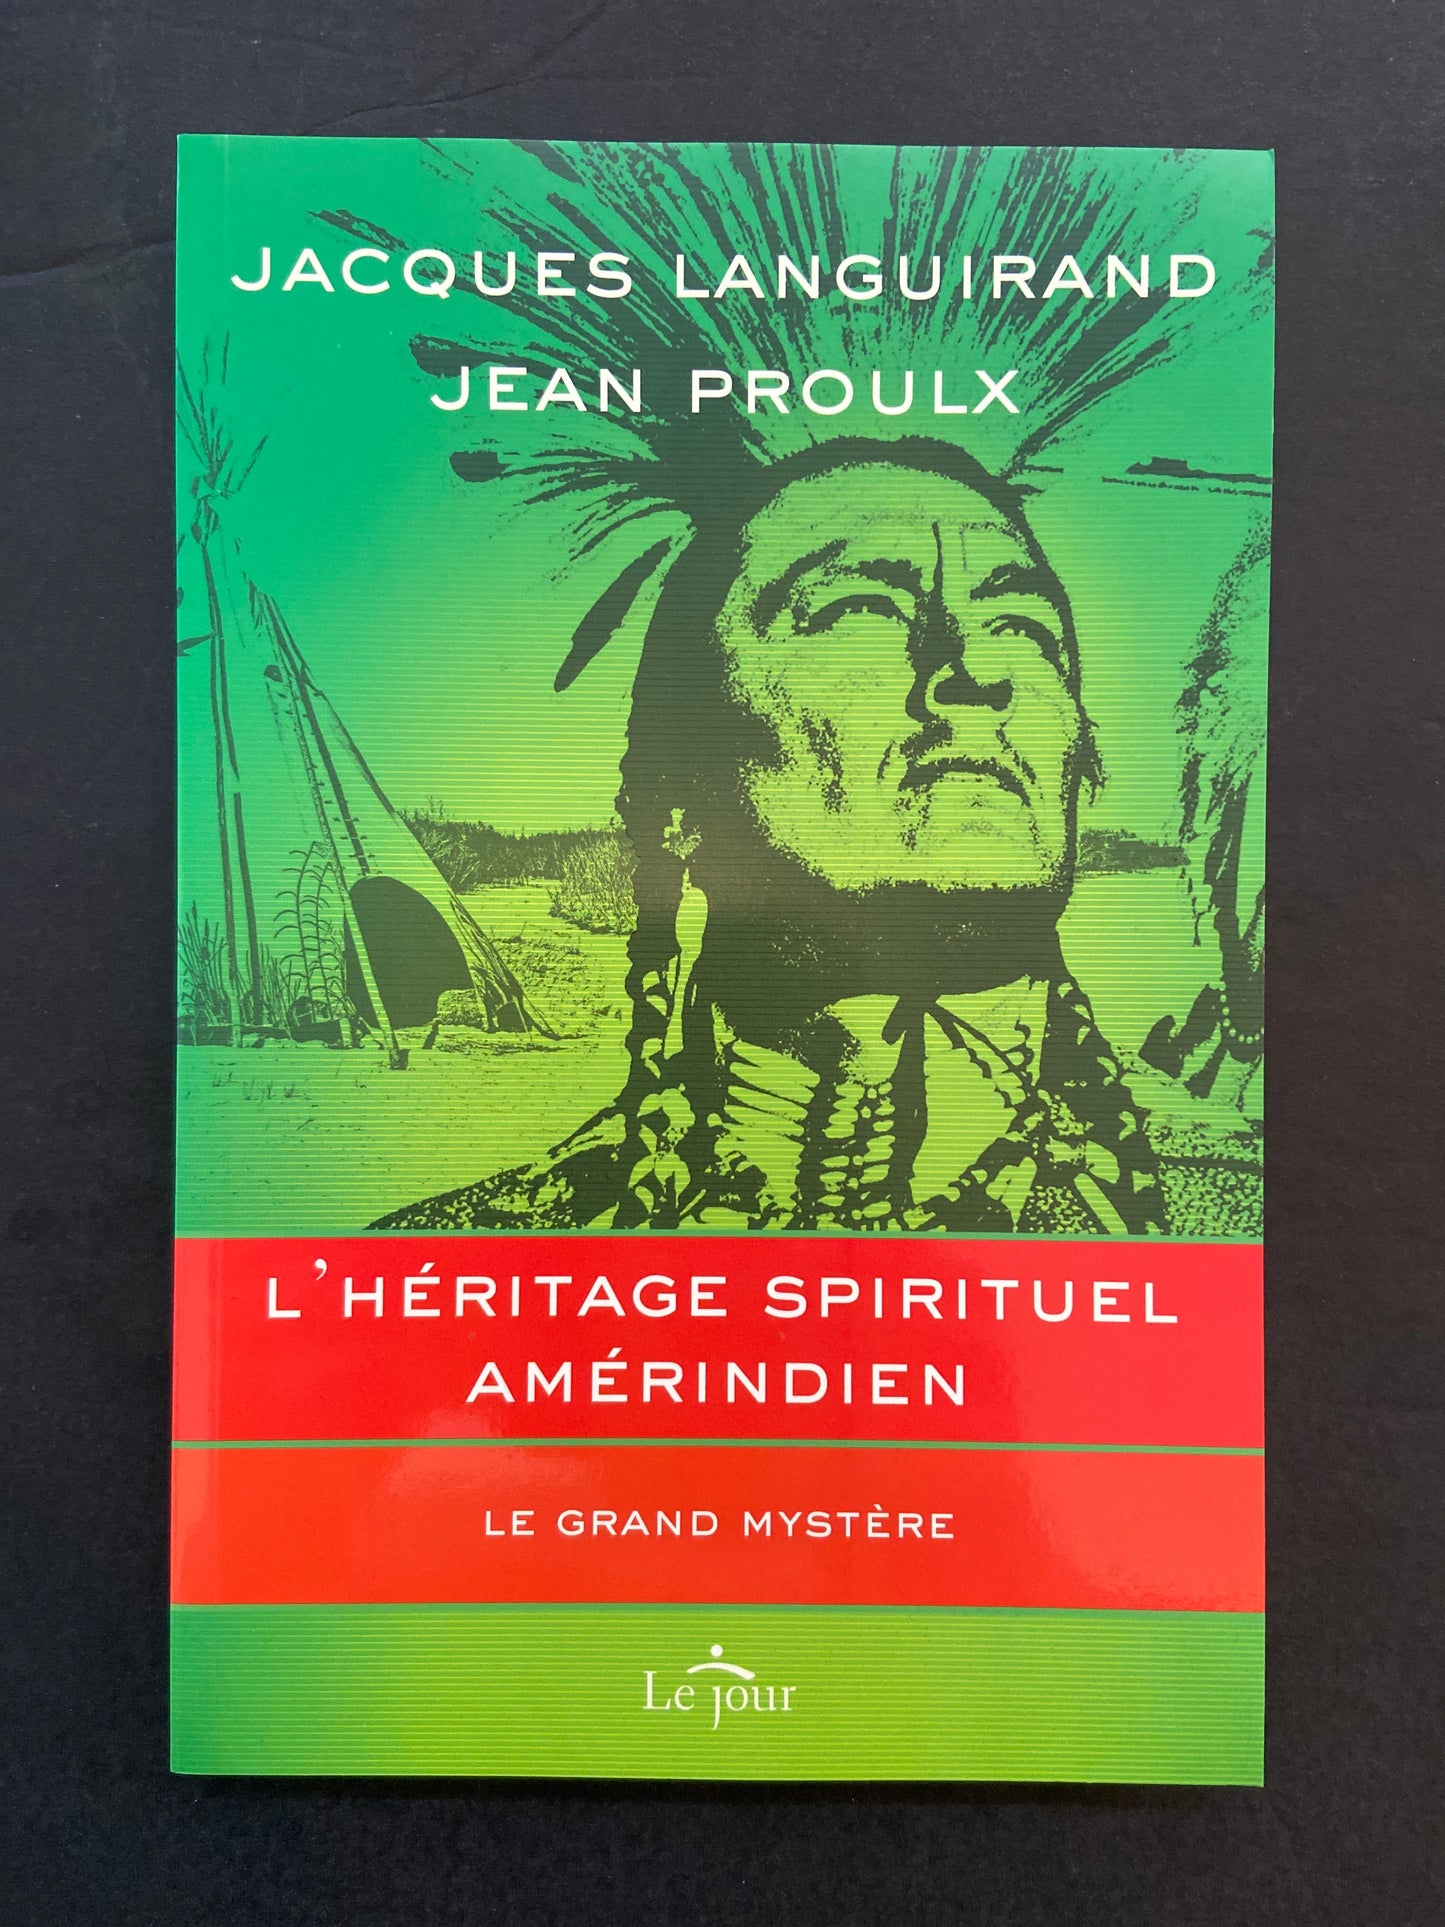 JACQUES LANGUIRAND
JEAN PROULX
L'HÉRITAGE SPIRITUEL
AMÉRINDIEN
LE GRAND MYSTÈRE
Le jour